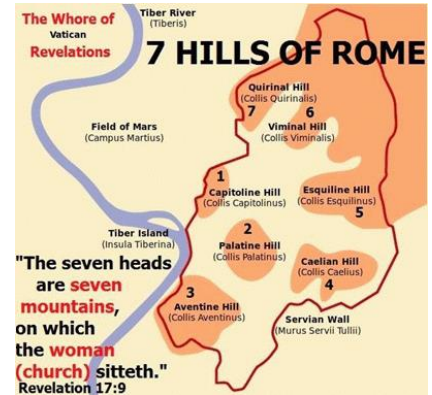 The Whore of
Vatican
Revelations
Tiber River
(Tiberis)
7 HILLS OF ROME
Quirinal Hill
(Collis Quirinalis)
7
6
Viminal Hill
(Collis Viminalis)
Field of Mars
(Campus Martius)
1
Capitoline Hill
(Collis Capitolinus)
Esquiline Hill
(Collis Esquilinus)
5
2
Palatine Hill
(Collis Palatinus)
Tiber Island
(Insula Tiberina)
Caelian Hill
(Collis Caelius)
4
3
Aventine Hill
(Collis Aventinus)
Servian Wall
(Murus Servii Tullii)
"The seven heads
are seven
mountains,
on which
the woman
(church) sitteth."
Revelation 17:9